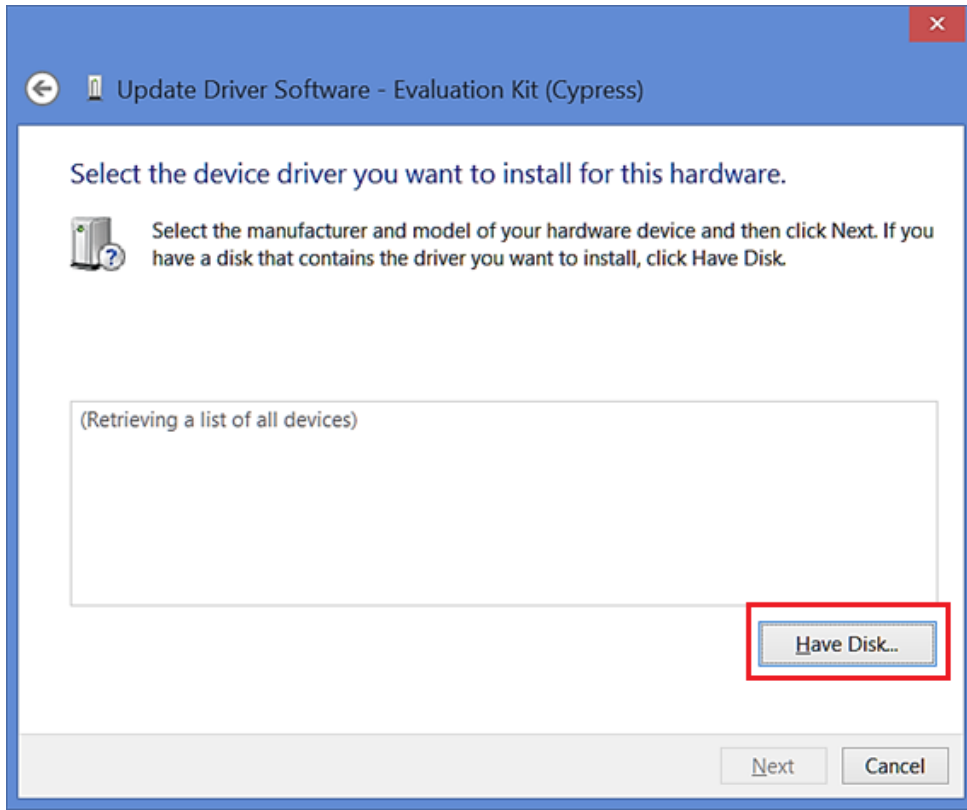 Update Driver Software - Evaluation Kit (Cypress)
Select the device driver you want to install for this hardware.
Select the manufacturer and model of your hardware device and then click Next. If you
have a disk that contains the driver you want to install, click Have Disk.
(Retrieving a list of all devices)
Have Disk...
Next
Cancel